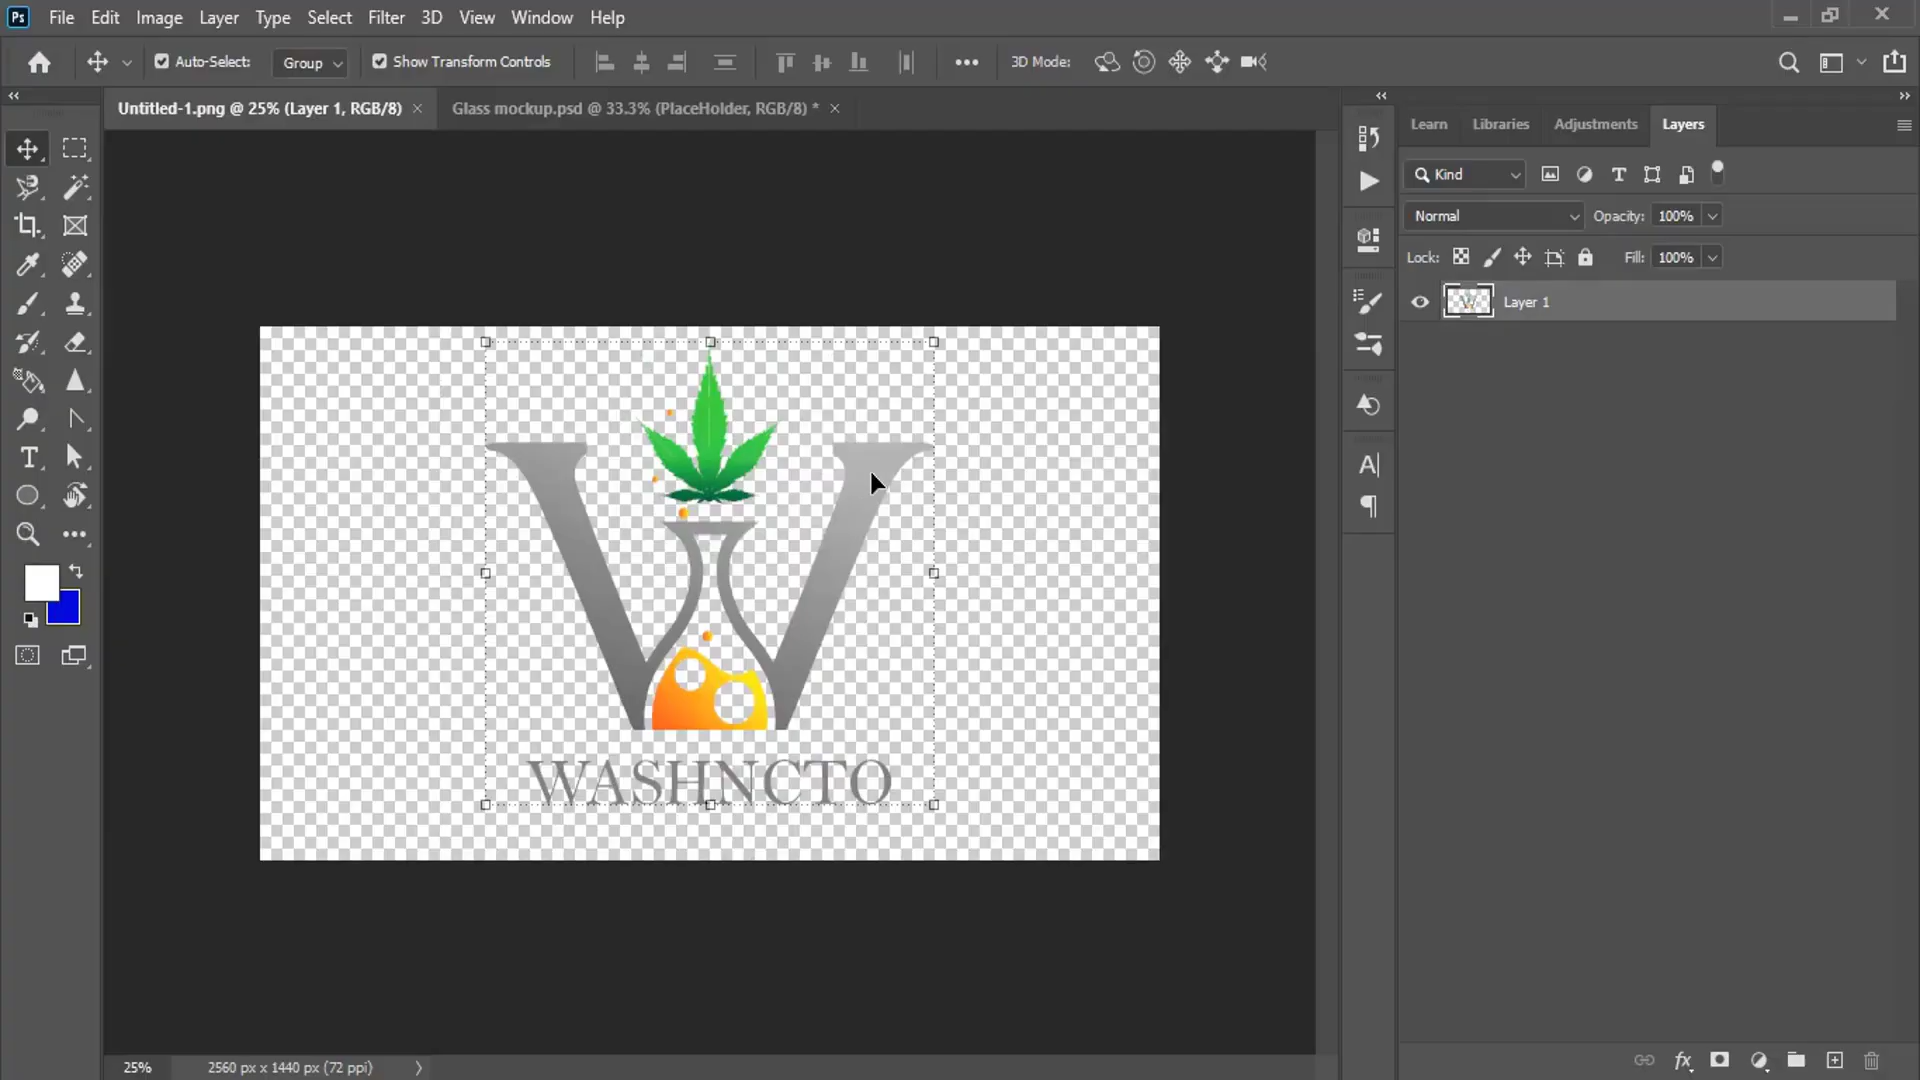 Ps File Edit Image Layer Type Select Filter 3D View Window Help
Auto-Select: Group Show Transform Controls 3D Mode:
Untitled-1.png @ 25% (Layer 1, RGB/8) × Glass mockup.psd @ 33.3% (PlaceHolder, RGB/8) * ×
Learn Libraries Adjustments Layers
Kind
Normal Opacity: 100%
Lock: Fill: 100%
Layer 1
WASHNCTO
25% 2560 px x 1440 px (72 ppi)